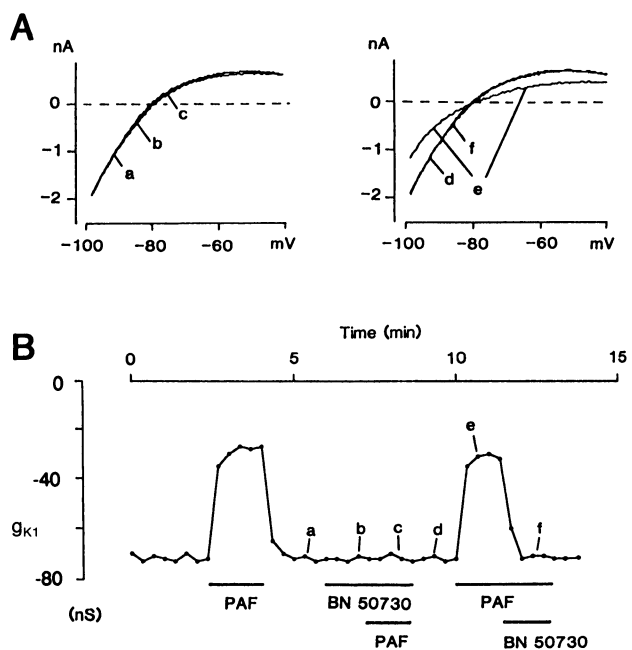 A
nA
nA
0
0
c
b
f
-1
-1
a
d
e
-2
-2
-100 -80 -60 mV
-100 -80 -60 mV
B
Time (min)
0 5 10 15
0
e
-40
gK1
a b c d f
-80
(nS)
PAF BN 50730 PAF
PAF BN 50730